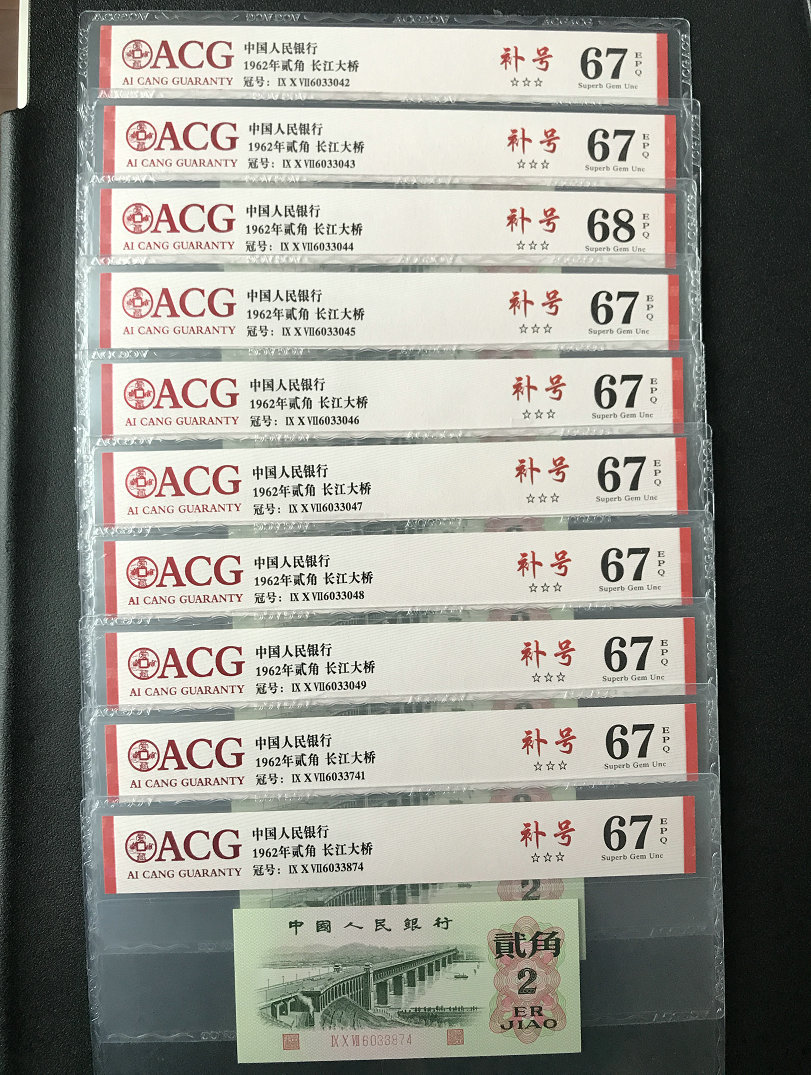 ACG
AI CANG GUARANTY
中国人民银行
1962年贰角 长江大桥
冠号: IX X VII6033042
补号
☆☆☆
67
EPQ
Superb Gem Unc
ACG
AI CANG GUARANTY
中国人民银行
1962年贰角 长江大桥
冠号: IX X VII6033043
补号
☆☆☆
67
EPQ
Superb Gem Unc
ACG
AI CANG GUARANTY
中国人民银行
1962年贰角 长江大桥
冠号: IX X VII6033044
补号
☆☆☆
68
EPQ
Superb Gem Unc
ACG
AI CANG GUARANTY
中国人民银行
1962年贰角 长江大桥
冠号: IX X VII6033045
补号
☆☆☆
67
EPQ
Superb Gem Unc
ACG
AI CANG GUARANTY
中国人民银行
1962年贰角 长江大桥
冠号: IX X VII6033046
补号
☆☆☆
67
EPQ
Superb Gem Unc
ACG
AI CANG GUARANTY
中国人民银行
1962年贰角 长江大桥
冠号: IX X VII6033047
补号
☆☆☆
67
EPQ
Superb Gem Unc
ACG
AI CANG GUARANTY
中国人民银行
1962年贰角 长江大桥
冠号: IX X VII6033048
补号
☆☆☆
67
EPQ
Superb Gem Unc
ACG
AI CANG GUARANTY
中国人民银行
1962年贰角 长江大桥
冠号: IX X VII6033049
补号
☆☆☆
67
EPQ
Superb Gem Unc
ACG
AI CANG GUARANTY
中国人民银行
1962年贰角 长江大桥
冠号: IX X VII6033741
补号
☆☆☆
67
EPQ
Superb Gem Unc
ACG
AI CANG GUARANTY
中国人民银行
1962年贰角 长江大桥
冠号: IX X VII6033874
补号
☆☆☆
67
EPQ
Superb Gem Unc
2
中國人民銀行
貳角
2
ER
JIAO
IX X VII 6033874